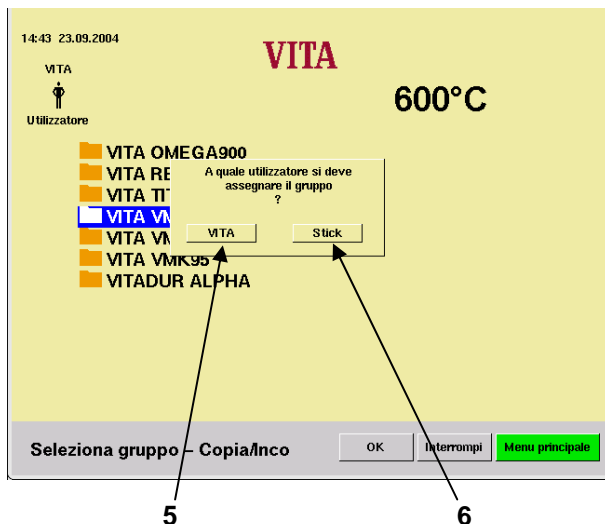 14:43 23.09.2004
VITA
VITA
600°C
Utilizzatore
VITA OMEGA900
VITA RE
VITA TIT
VITA VM
VITA VM
VITA VMK95
VITADUR ALPHA
A quale utilizzatore si deve
assegnare il gruppo
?
VITA
Stick
Seleziona gruppo – Copia/Inco
OK
Interrompi
Menu principale
5
6